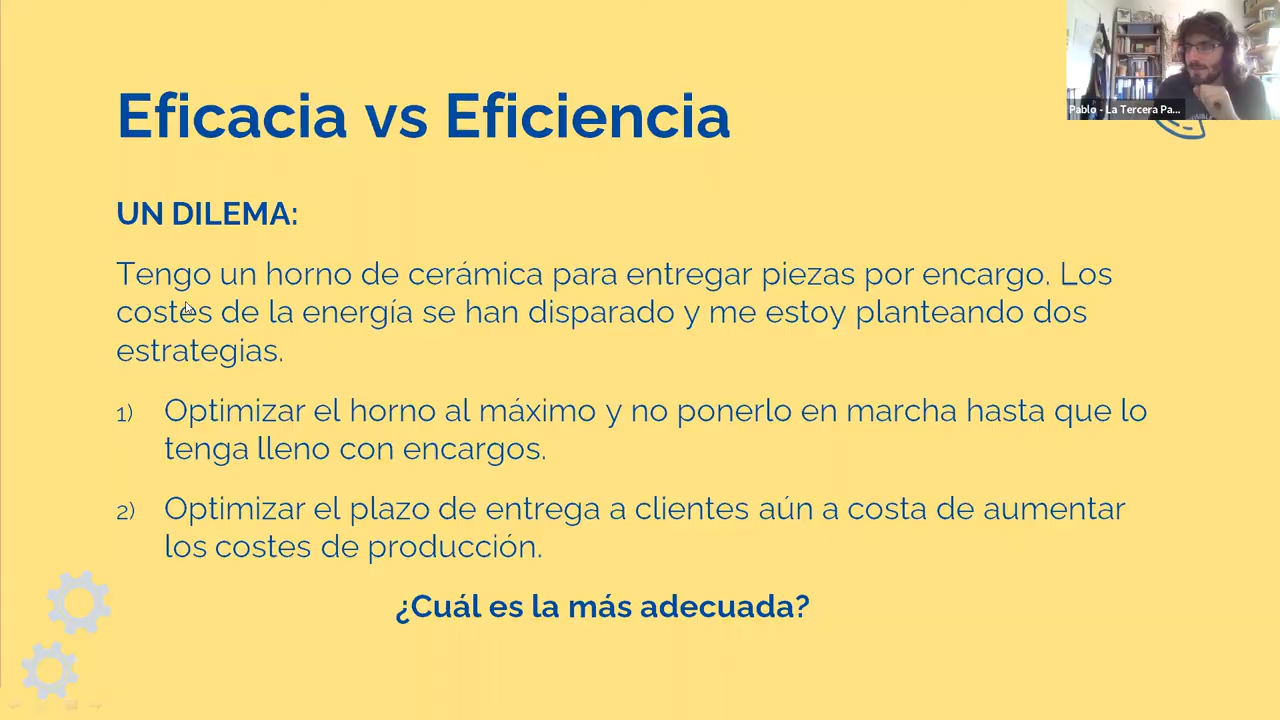 Eficacia vs Eficiencia
Pablo - La Tercera Pa...
UN DILEMA:
Tengo un horno de cerámica para entregar piezas por encargo. Los
costes de la energía se han disparado y me estoy planteando dos
estrategias.
1) Optimizar el horno al máximo y no ponerlo en marcha hasta que lo
tenga lleno con encargos.
2) Optimizar el plazo de entrega a clientes aún a costa de aumentar
los costes de producción.
¿Cuál es la más adecuada?